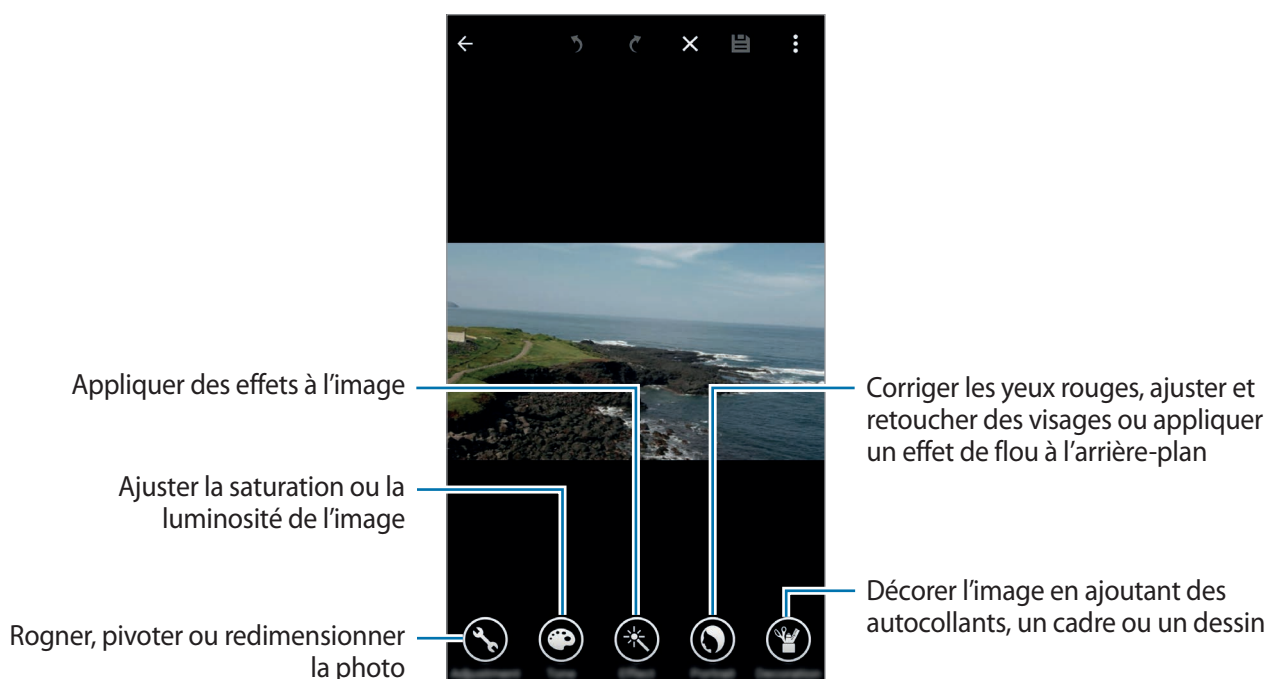 Appliquer des effets à l'image
Ajuster la saturation ou la
luminosité de l'image
Rogner, pivoter ou redimensionner
la photo
Corriger les yeux rouges, ajuster et
retoucher des visages ou appliquer
un effet de flou à l'arrière-plan
Décorer l'image en ajoutant des
autocollants, un cadre ou un dessin